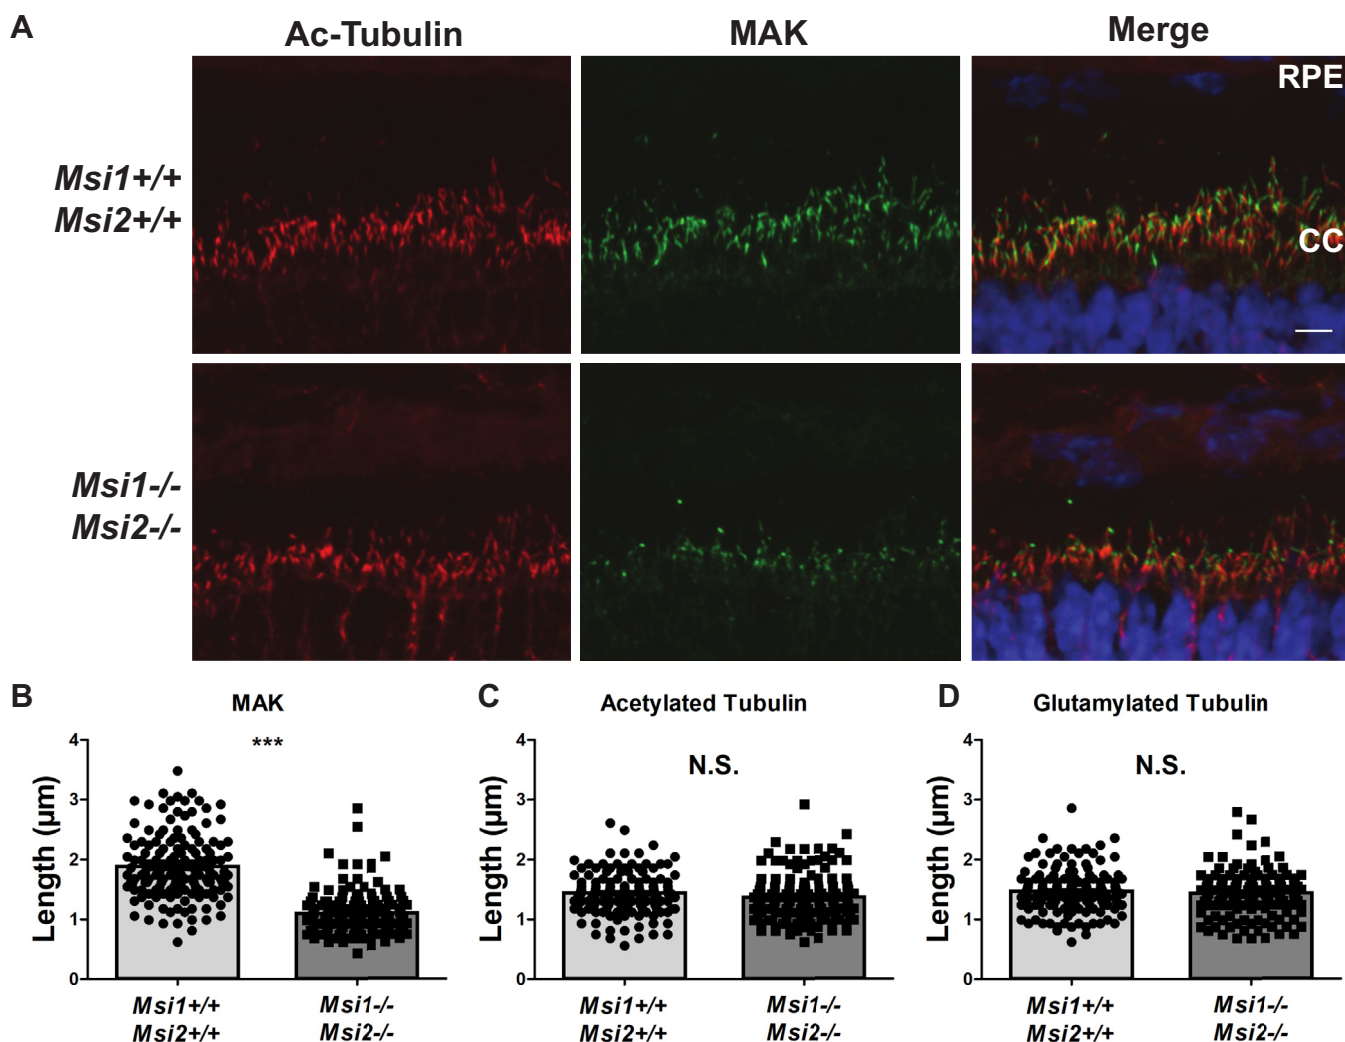 A
Ac-Tubulin
MAK
Merge
Msi1+/+
Msi2+/+
RPE
CC
Msi1-/-
Msi2-/-
B
MAK
***
Length (µm)
4
3
2
1
0
Msi1+/+
Msi2+/+
Msi1-/-
Msi2-/-
C
Acetylated Tubulin
N.S.
Length (µm)
4
3
2
1
0
Msi1+/+
Msi2+/+
Msi1-/-
Msi2-/-
D
Glutamylated Tubulin
N.S.
Length (µm)
4
3
2
1
0
Msi1+/+
Msi2+/+
Msi1-/-
Msi2-/-